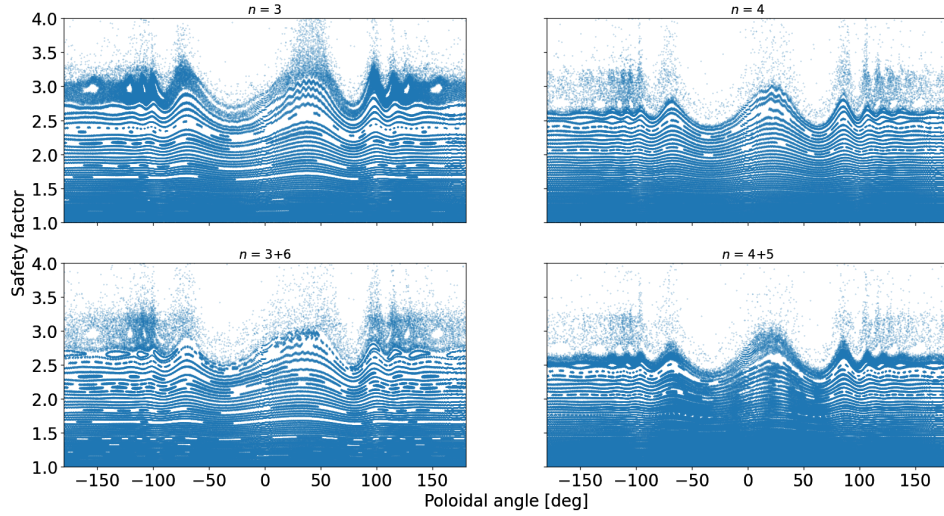 n = 3
n = 4
4.0
3.5
3.0
2.5
2.0
1.5
1.0
n = 3+6
n = 4+5
Safety factor
4.0
3.5
3.0
2.5
2.0
1.5
1.0
−150 −100 −50 0 50 100 150
−150 −100 −50 0 50 100 150
Poloidal angle [deg]